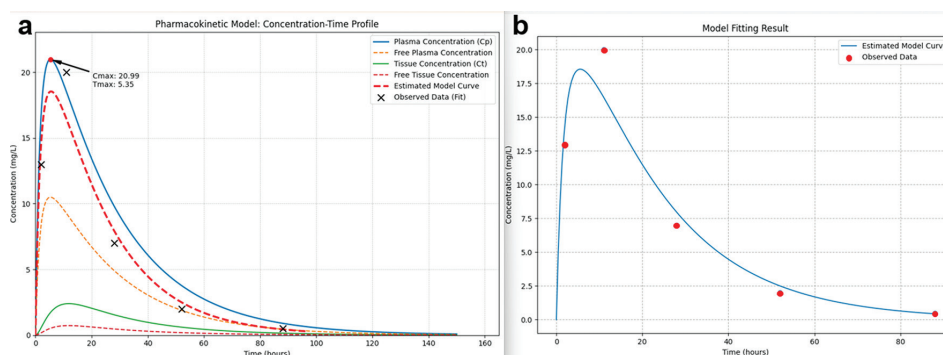 a
Pharmacokinetic Model: Concentration-Time Profile
Plasma Concentration (Cp)
Free Plasma Concentration
Tissue Concentration (Ct)
Free Tissue Concentration
Estimated Model Curve
Observed Data (Fit)
Cmax: 20.99
Tmax: 5.35
Concentration (mg/L)
20
15
10
5
0
0 20 40 60 80 100 120 140 160
Time (hours)
b
Model Fitting Result
Estimated Model Curve
Observed Data
Concentration (mg/L)
20.0
17.5
15.0
12.5
10.0
7.5
5.0
2.5
0.0
0 20 40 60 80
Time (hours)